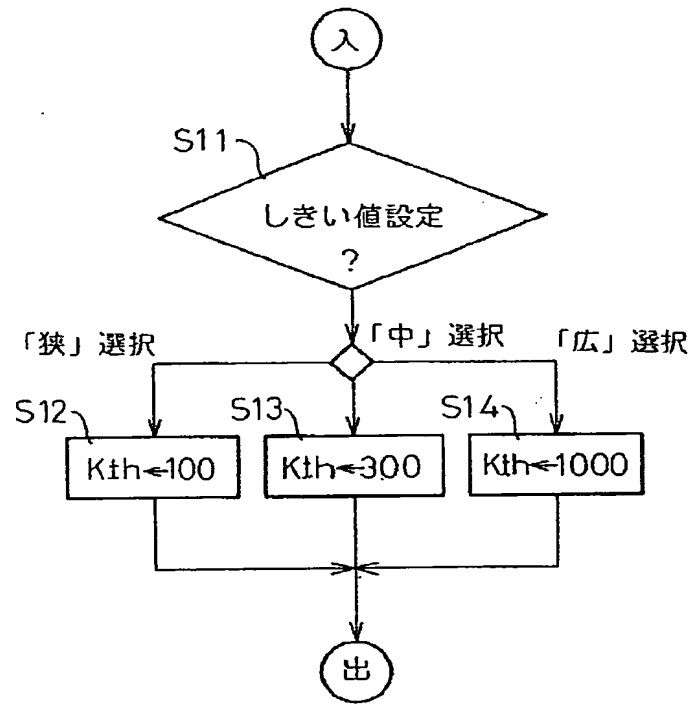 入
S11
しきい値設定
?
「狭」選択
「中」選択
「広」選択
S12
S13
S14
Kth←100
Kth←300
Kth←1000
出